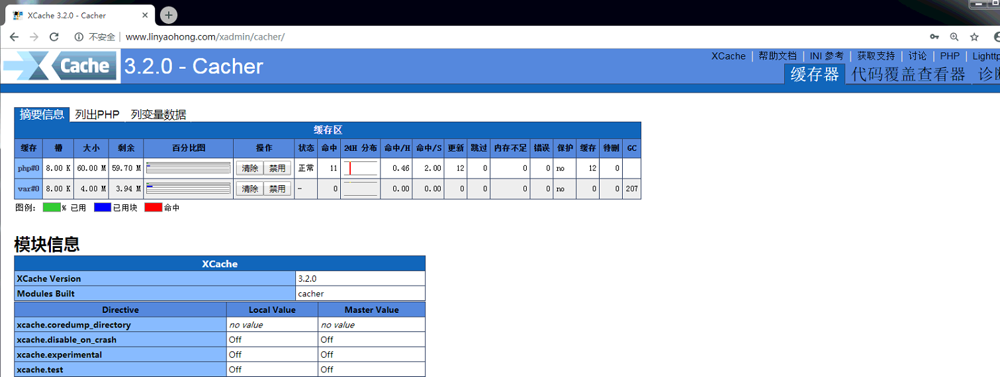 XCache 3.2.0 - Cacher
不安全 www.linyaohong.com/xadmin/cacher/
XCache 帮助文档 INI 参考 获取支持 讨论 PHP
Cache 3.2.0 - Cacher
缓存器 代码覆盖查看器
摘要信息 列出PHP 列变量数据
缓存区
缓存 槽 大小 剩余 百分比图 操作 状态 命中 24H 分布 命中/H 命中/S 更新 跳过 内存不足 错误 保护 缓存 待删 GC
php#0 8.00 K 60.00 M 59.70 M 清除 禁用 正常 11 0.46 2.00 12 0 0 0 no 12 0
var#0 8.00 K 4.00 M 3.94 M 清除 禁用 - 0 0.00 0.00 0 0 0 0 no 0 0 207
图例: % 已用 已用块 命中
模块信息
XCache
XCache Version 3.2.0
Modules Built cacher
Directive Local Value Master Value
xcache.coredump_directory no value no value
xcache.disable_on_crash Off Off
xcache.experimental Off Off
xcache.test Off Off